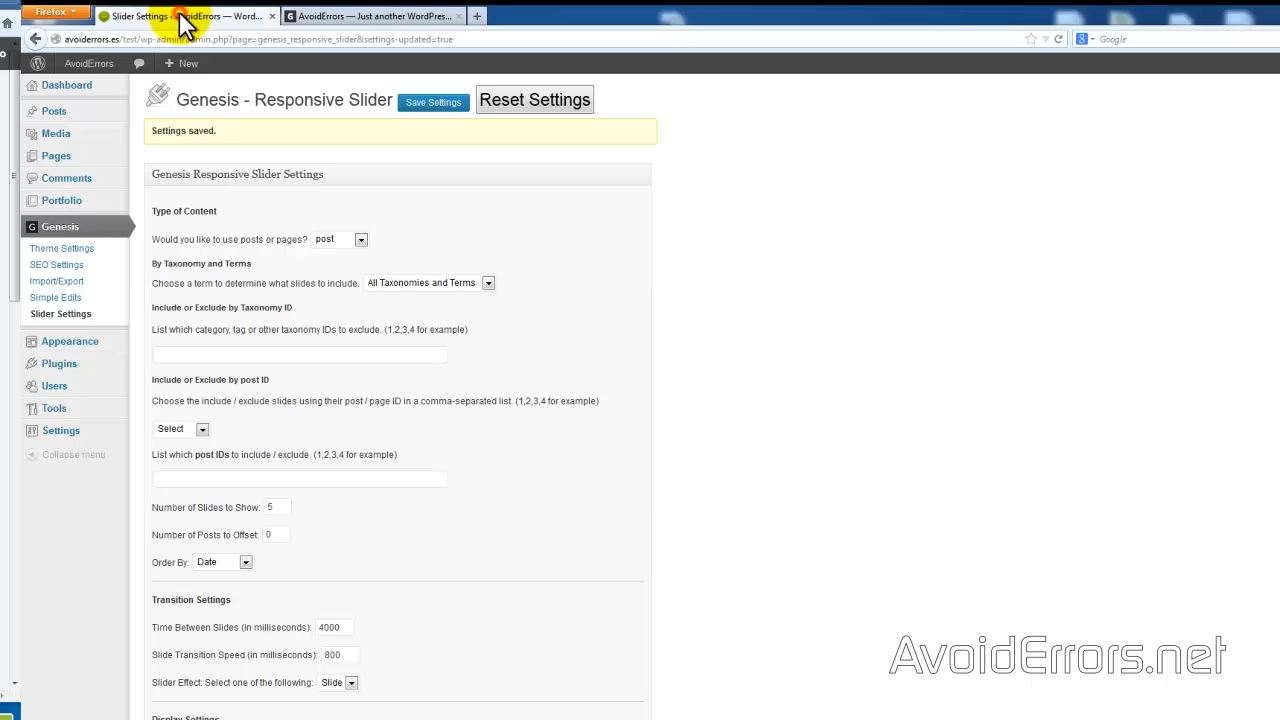 Firefox
Slider Settings ‹ AvoidErrors — Word...
AvoidErrors — Just another WordPres...
avoiderrors.es/test/wp-admin/admin.php?page=genesis_responsive_slider&settings-updated=true
Google
AvoidErrors
New
Dashboard
Posts
Media
Pages
Comments
Portfolio
Genesis
Theme Settings
SEO Settings
Import/Export
Simple Edits
Slider Settings
Appearance
Plugins
Users
Tools
Settings
Collapse menu
Genesis - Responsive Slider
Save Settings
Reset Settings
Settings saved.
Genesis Responsive Slider Settings
Type of Content
Would you like to use posts or pages? post
By Taxonomy and Terms
Choose a term to determine what slides to include. All Taxonomies and Terms
Include or Exclude by Taxonomy ID
List which category, tag or other taxonomy IDs to exclude. (1,2,3,4 for example)
Include or Exclude by post ID
Choose the include / exclude slides using their post / page ID in a comma-separated list. (1,2,3,4 for example)
Select
List which post IDs to include / exclude. (1,2,3,4 for example)
Number of Slides to Show: 5
Number of Posts to Offset: 0
Order By: Date
Transition Settings
Time Between Slides (in milliseconds): 4000
Slide Transition Speed (in milliseconds): 800
Slider Effect: Select one of the following: Slide
Display Settings
AvoidErrors.net